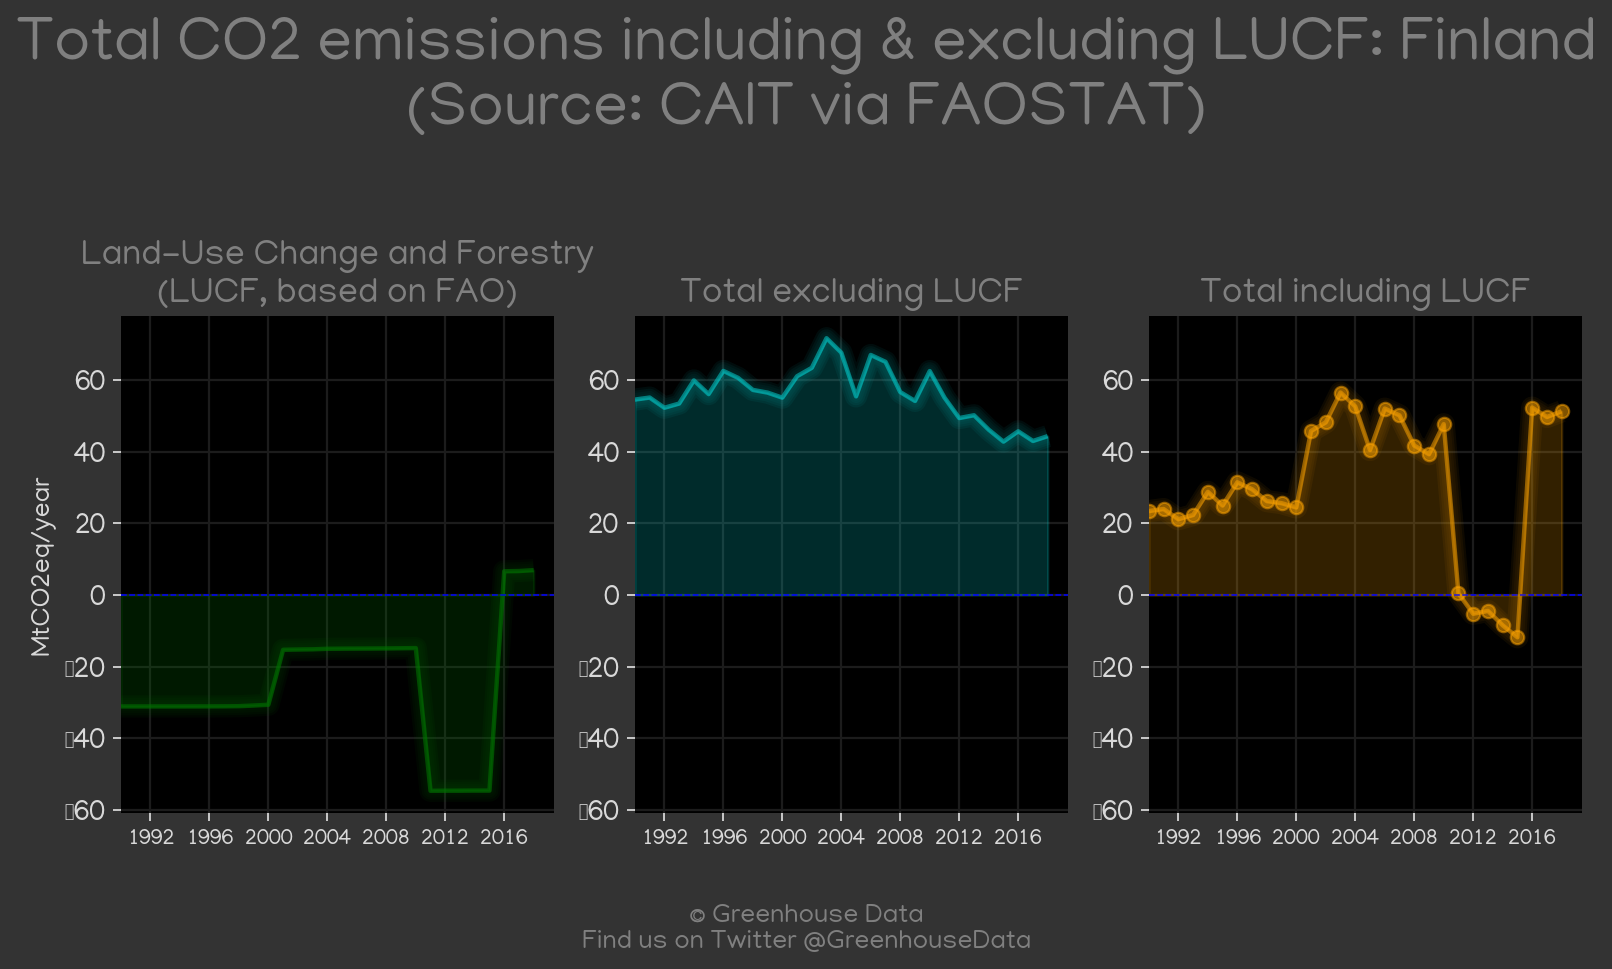 Total CO2 emissions including & excluding LUCF: Finland
(Source: CAIT via FAOSTAT)
Land-Use Change and Forestry
(LUCF, based on FAO)
MtCO2eq/year
60
40
20
0
▯20
▯40
▯60
1992 1996 2000 2004 2008 2012 2016
Total excluding LUCF
60
40
20
0
▯20
▯40
▯60
1992 1996 2000 2004 2008 2012 2016
Total including LUCF
60
40
20
0
▯20
▯40
▯60
1992 1996 2000 2004 2008 2012 2016
© Greenhouse Data
Find us on Twitter @GreenhouseData